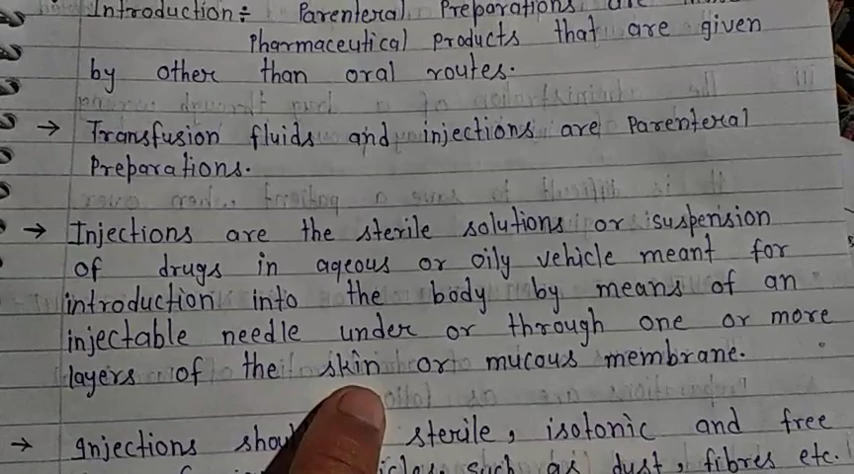 Introduction÷ Parenteral Preparations are
Pharmaceutical Products that are given
by other than oral routes.
→ Transfusion fluids and injections are Parenteral
Preparations.
→ Injections are the sterile solutions or suspension
of drugs in aqeous or oily vehicle meant for
introduction into the body by means of an
injectable needle under or through one or more
layers of the skin or mucous membrane.
→ Injections sterile, isotonic and free
such as dust, fibres etc.